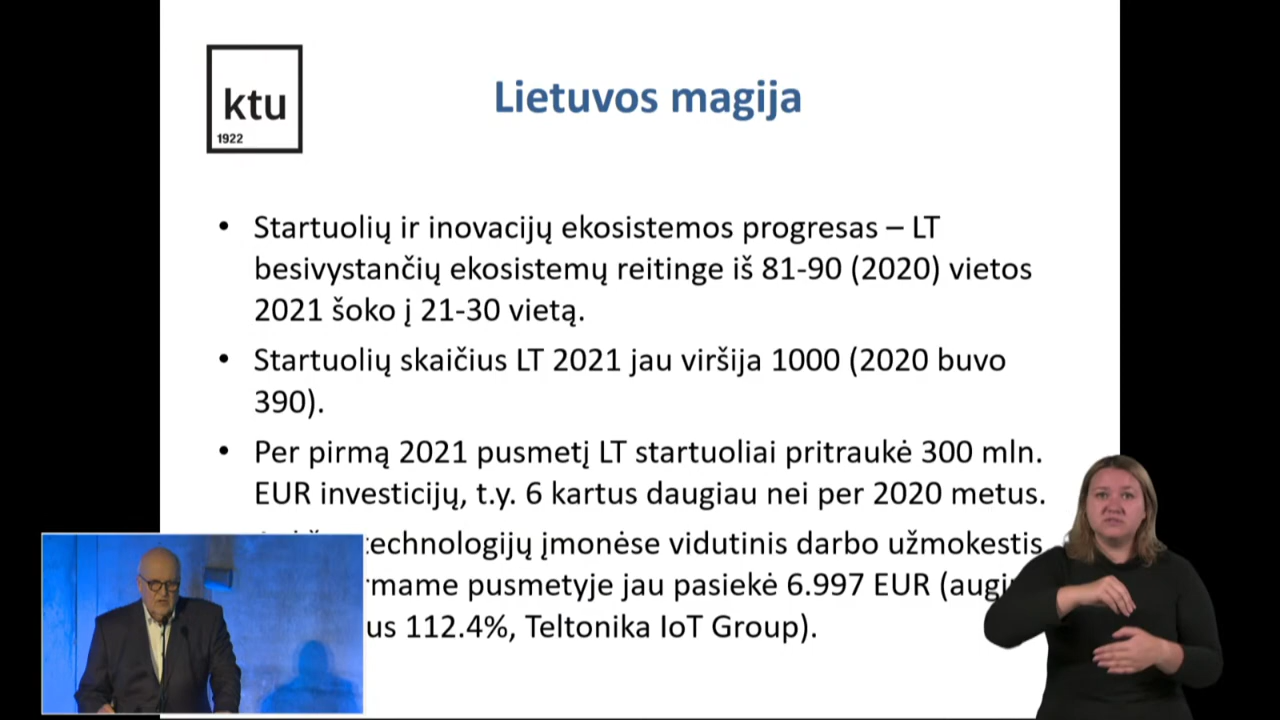 ktu
1922
Lietuvos magija
• Startuolių ir inovacijų ekosistemos progresas – LT
besivystančių ekosistemų reitinge iš 81-90 (2020) vietos
2021 šoko į 21-30 vietą.
• Startuolių skaičius LT 2021 jau viršija 1000 (2020 buvo
390).
• Per pirmą 2021 pusmetį LT startuoliai pritraukė 300 mln.
EUR investicijų, t.y. 6 kartus daugiau nei per 2020 metus.
technologijų įmonėse vidutinis darbo užmokestis
pusmetyje jau pasiekė 6.997 EUR
112.4%, Teltonika IoT Group).